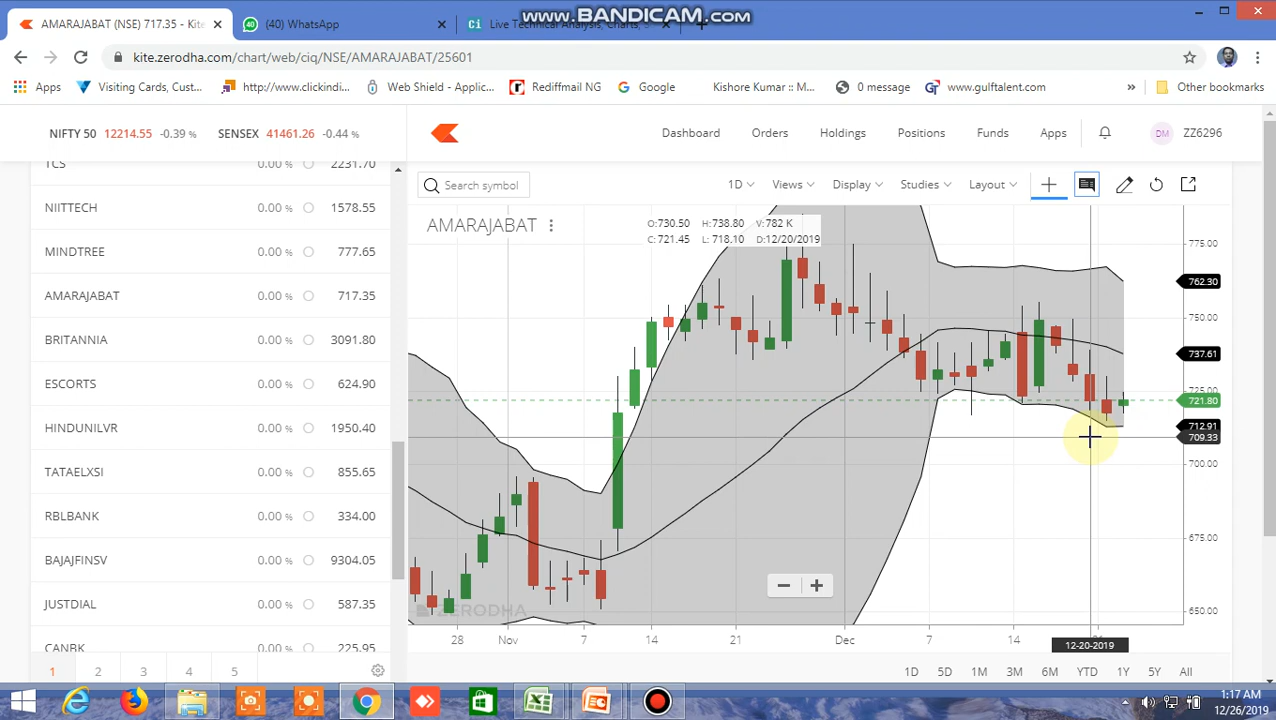 www.BANDICAM.com
AMARAJABAT (NSE) 717.35 - Kite
(40) WhatsApp
Live Technical Analysis, Charts,
kite.zerodha.com/chart/web/ciq/NSE/AMARAJABAT/25601
Apps
Visiting Cards, Cust...
http://www.clickindi...
Web Shield - Applic...
Rediffmail NG
Google
Kishore Kumar :: M...
0 message
www.gulftalent.com
»
Other bookmarks
NIFTY 50 12214.55 -0.39 %
SENSEX 41461.26 -0.44 %
Dashboard
Orders
Holdings
Positions
Funds
Apps
DM
ZZ6296
TCS 0.00 % 2231.70
NIITTECH 0.00 % 1578.55
MINDTREE 0.00 % 777.65
AMARAJABAT 0.00 % 717.35
BRITANNIA 0.00 % 3091.80
ESCORTS 0.00 % 624.90
HINDUNILVR 0.00 % 1950.40
TATAELXSI 0.00 % 855.65
RBLBANK 0.00 % 334.00
BAJAJFINSV 0.00 % 9304.05
JUSTDIAL 0.00 % 587.35
CANBK 0.00 % 225.95
1 2 3 4 5
Search symbol
1D
Views
Display
Studies
Layout
AMARAJABAT
O:730.50 H:738.80 V:782 K
C:721.45 L: 718.10 D:12/20/2019
775.00
762.30
750.00
737.61
725.00
721.80
712.91
709.33
700.00
675.00
650.00
ZERODHA
28 Nov 7 14 21 Dec 7 14 21
12-20-2019
1D 5D 1M 3M 6M YTD 1Y 5Y All
1:17 AM
12/26/2019